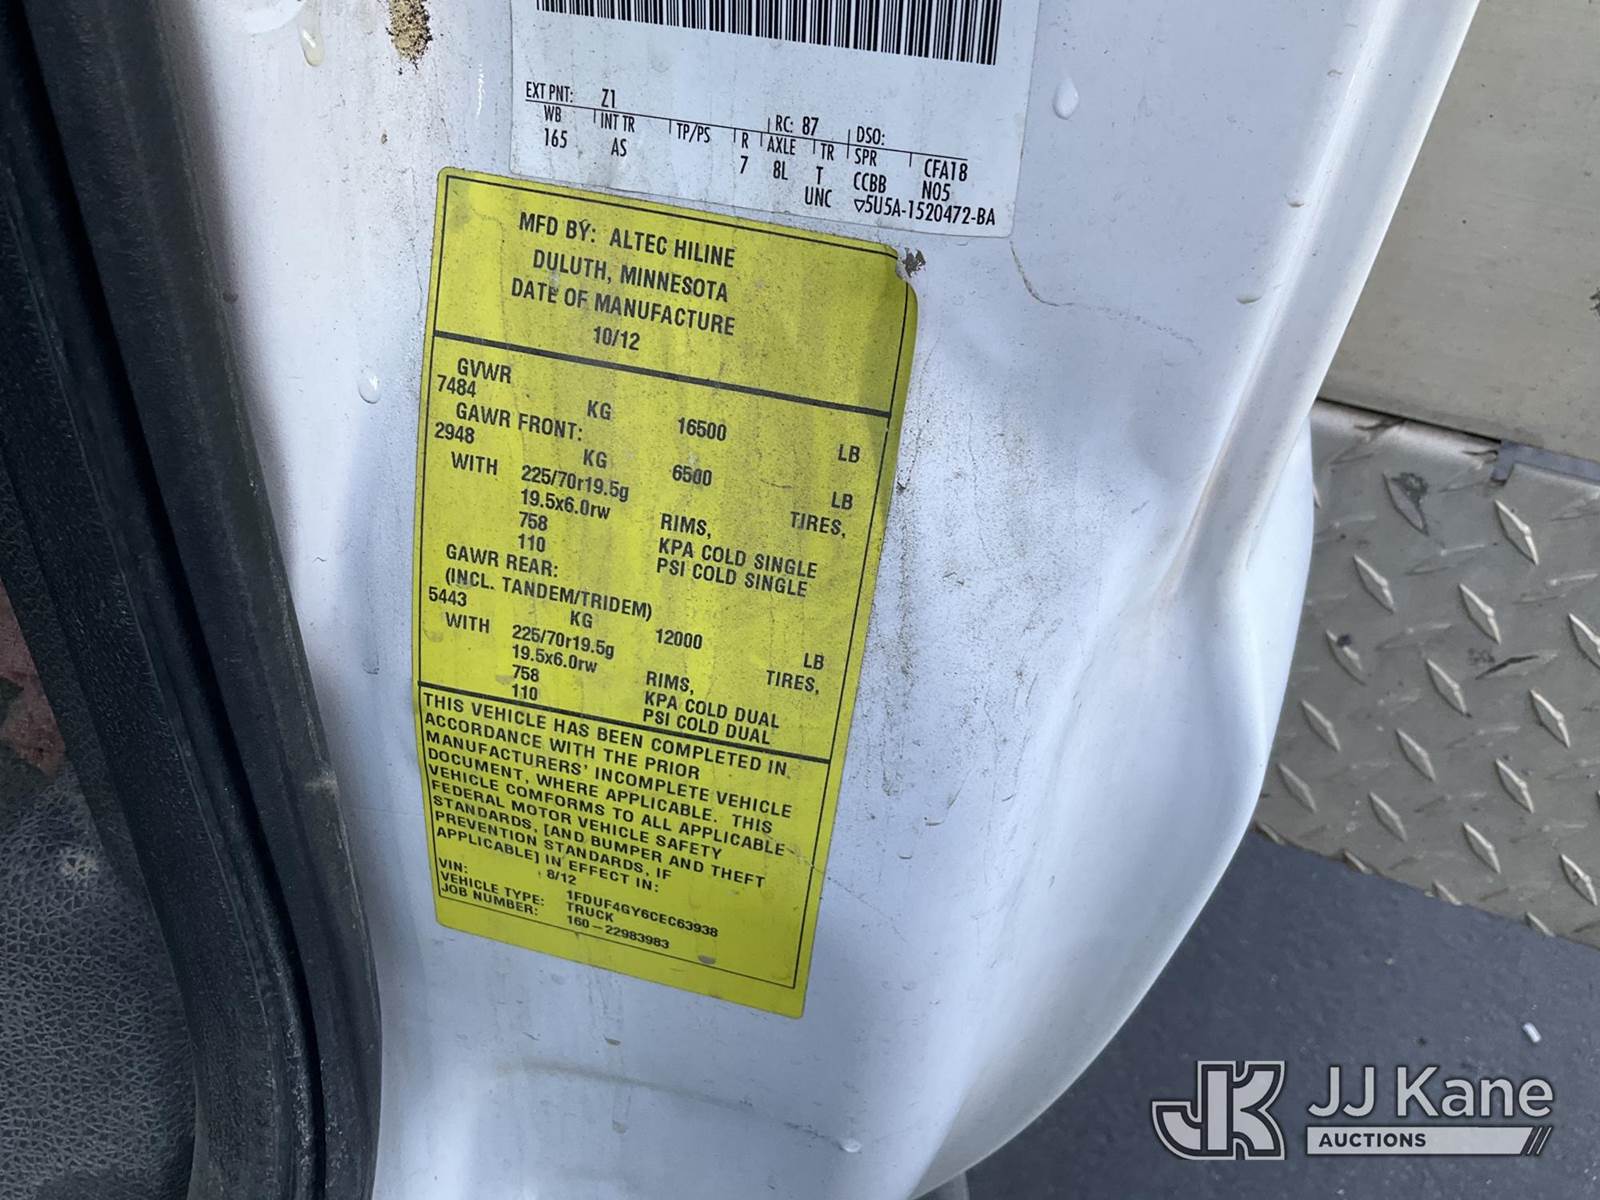 EXT PNT: Z1 RC: 87 DSO:
WB INT TR TP/PS R AXLE TR SPR CFA18
165 AS 7 8L T CCBB N05
UNC ▽5U5A-1520472-BA
MFD BY: ALTEC HILINE
DULUTH, MINNESOTA
DATE OF MANUFACTURE
10/12
GVWR
7484 KG 16500 LB
GAWR FRONT:
2948 KG 6500 LB
WITH 225/70r19.5g TIRES,
19.5x6.0rw RIMS,
758 KPA COLD SINGLE
110 PSI COLD SINGLE
GAWR REAR:
(INCL. TANDEM/TRIDEM)
5443 KG 12000 LB
WITH 225/70r19.5g TIRES,
19.5x6.0rw RIMS,
758 KPA COLD DUAL
110 PSI COLD DUAL
THIS VEHICLE HAS BEEN COMPLETED IN
ACCORDANCE WITH THE PRIOR
MANUFACTURERS' INCOMPLETE VEHICLE
DOCUMENT, WHERE APPLICABLE. THIS
VEHICLE COMFORMS TO ALL APPLICABLE
FEDERAL MOTOR VEHICLE SAFETY
STANDARDS, [AND BUMPER AND THEFT
PREVENTION STANDARDS, IF
APPLICABLE] IN EFFECT IN:
8/12
VIN: 1FDUF4GY6CEC63938
VEHICLE TYPE: TRUCK
JOB NUMBER: 160-22983983
JK JJ Kane
AUCTIONS